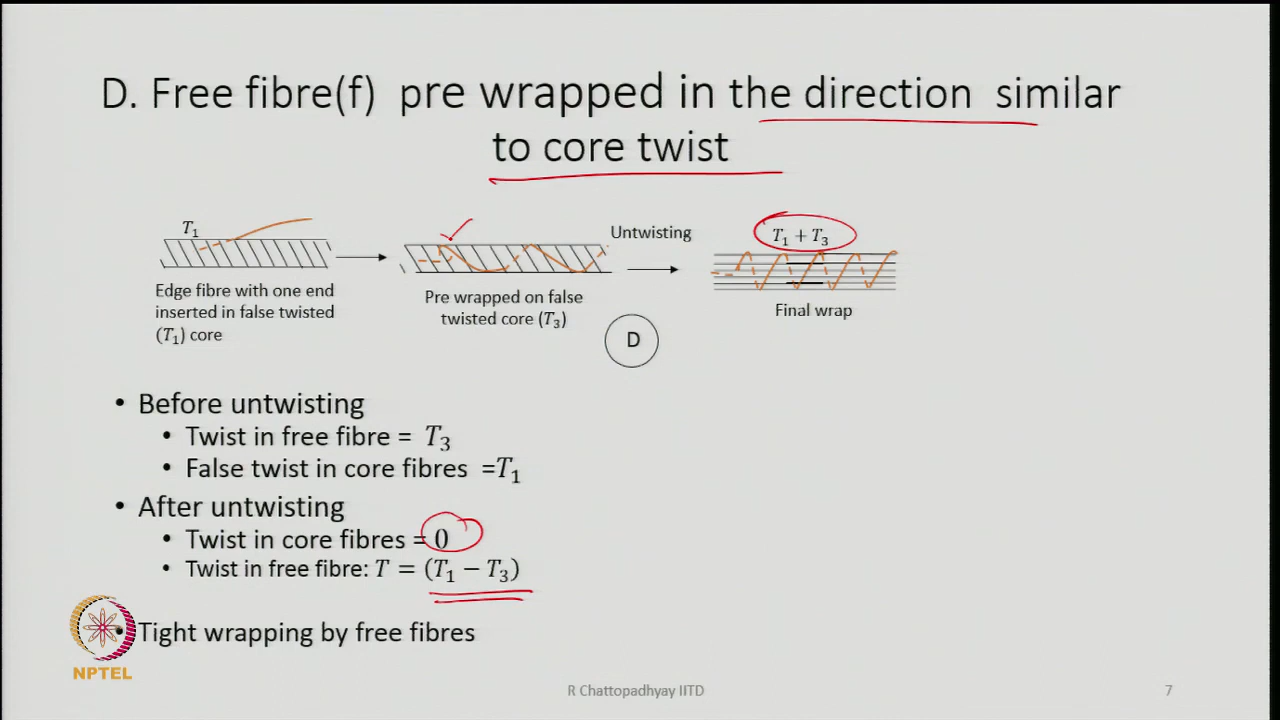 D. Free fibre(f) pre wrapped in the direction similar
to core twist
T₁
Edge fibre with one end
inserted in false twisted
(T₁) core
Pre wrapped on false
twisted core (T₃)
Untwisting
D
T₁ + T₃
Final wrap
• Before untwisting
• Twist in free fibre = T₃
• False twist in core fibres =T₁
• After untwisting
• Twist in core fibres = 0
• Twist in free fibre: T = (T₁ − T₃)
• Tight wrapping by free fibres
NPTEL
R Chattopadhyay IITD
7